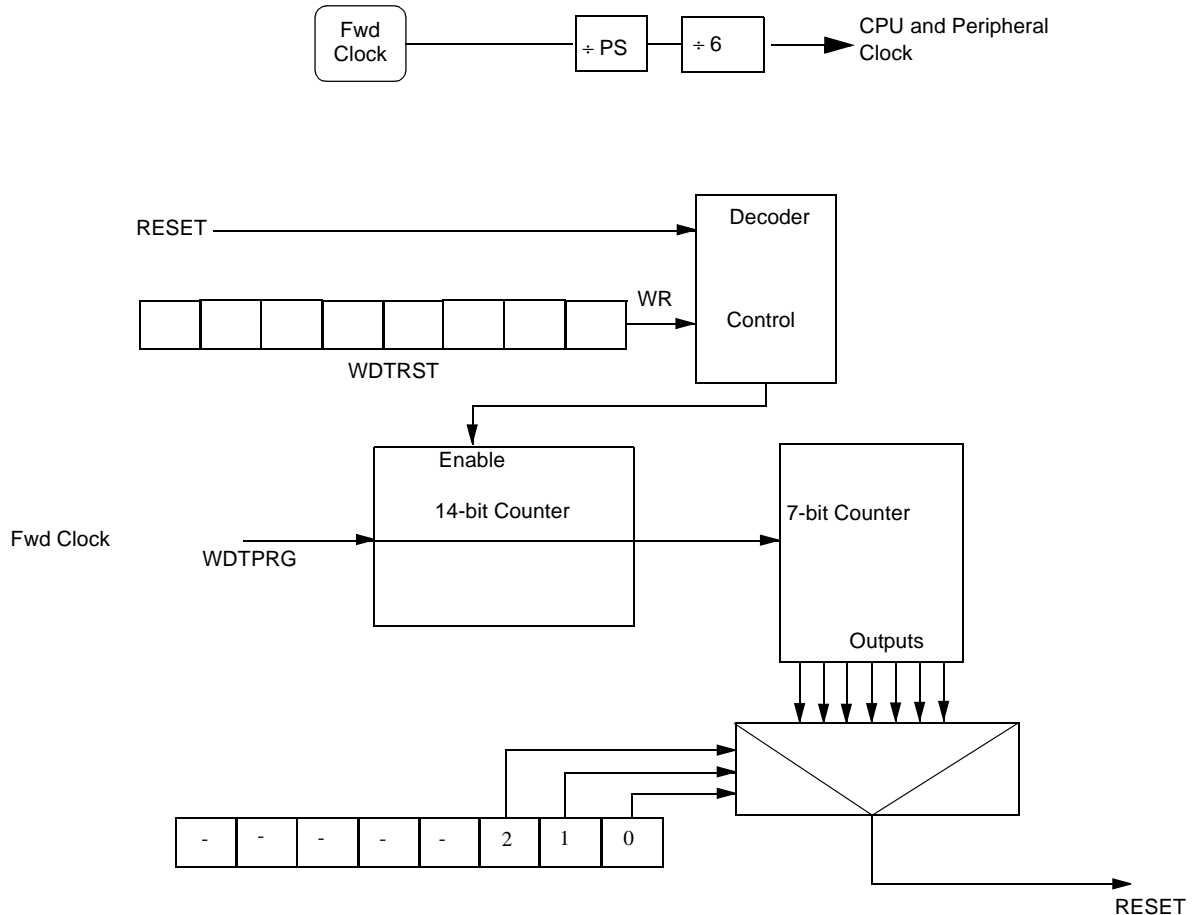 Fwd
Clock
÷ PS
÷ 6
CPU and Peripheral
Clock
RESET
Decoder
WR
Control
WDTRST
Enable
14-bit Counter
7-bit Counter
Fwd Clock
WDTPRG
Outputs
- - - - - 2 1 0
RESET